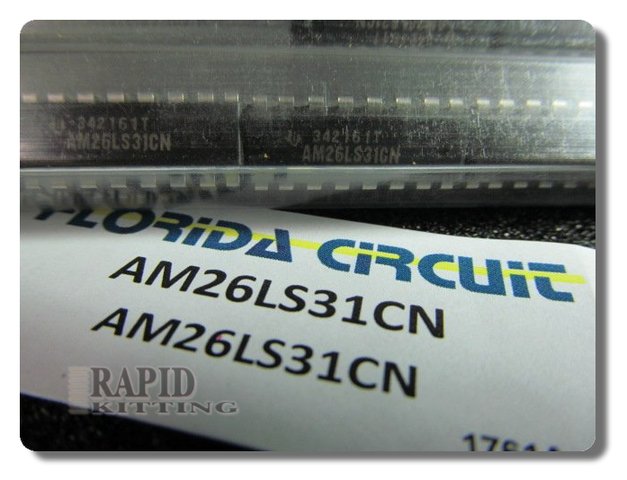 342161T
AM26LS31CN
342161T
AM26LS31CN
FLORIDA CIRCUIT
AM26LS31CN
AM26LS31CN
RAPID
KITTING